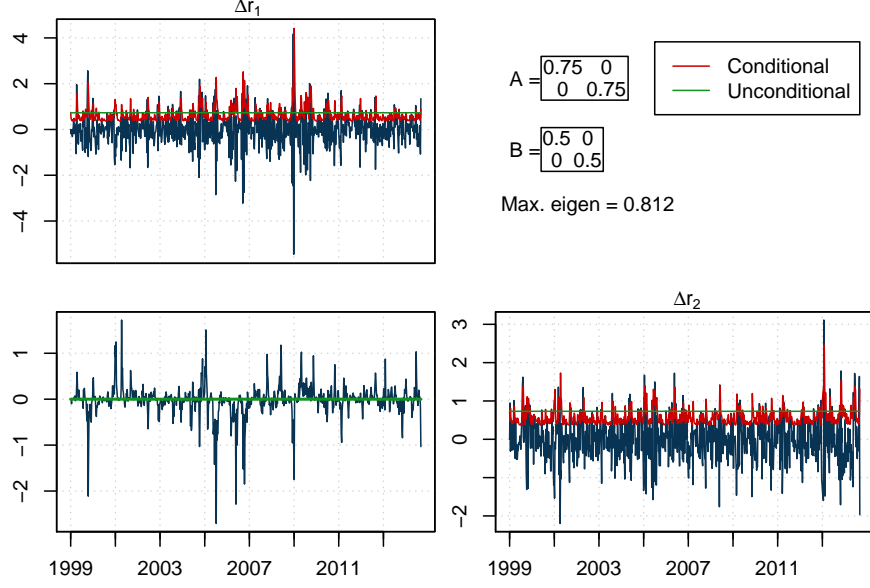 Δr1
4
2
0
−2
−4
A = 0.75 0
0 0.75
B = 0.5 0
0 0.5
Max. eigen = 0.812
Conditional
Unconditional
1
0
−1
−2
1999 2003 2007 2011
Δr2
3
2
1
0
−2
1999 2003 2007 2011